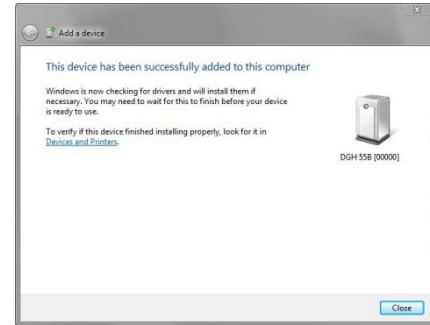 Add a device
This device has been successfully added to this computer
Windows is now checking for drivers and will install them if
necessary. You may need to wait for this to finish before your device
is ready to use.
To verify if this device finished installing properly, look for it in
Devices and Printers.
DGH 55B [00000]
Close